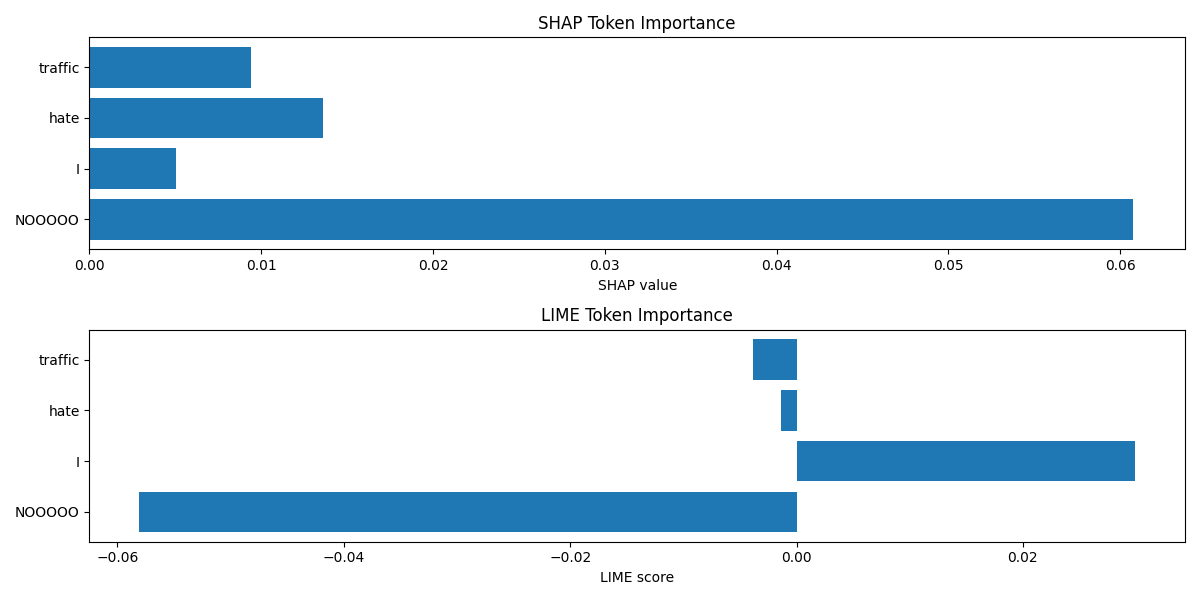 SHAP Token Importance
traffic
hate
I
NOOOOO
0.00 0.01 0.02 0.03 0.04 0.05 0.06
SHAP value
LIME Token Importance
traffic
hate
I
NOOOOO
−0.06 −0.04 −0.02 0.00 0.02
LIME score